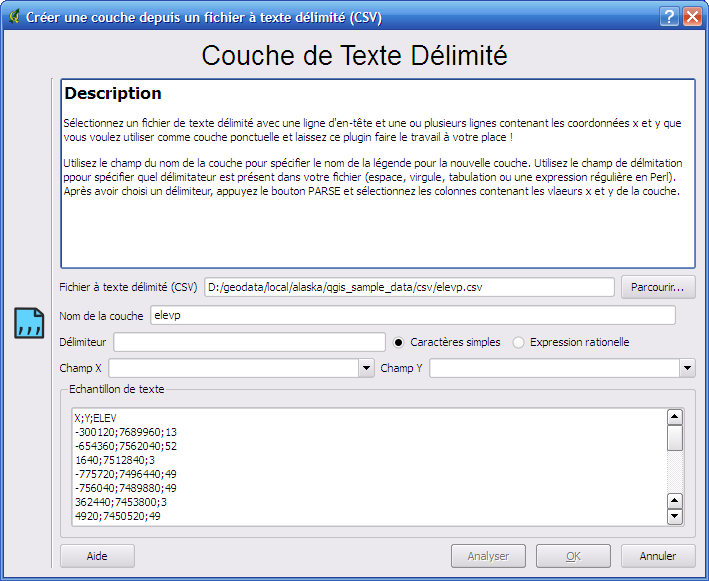 Créer une couche depuis un fichier à texte délimité (CSV)
Couche de Texte Délimité
Description
Sélectionnez un fichier de texte délimité avec une ligne d'en-tête et une ou plusieurs lignes contenant les coordonnées x et y que
vous voulez utiliser comme couche ponctuelle et laissez ce plugin faire le travail à votre place !
Utilisez le champ du nom de la couche pour spécifier le nom de la légende pour la nouvelle couche. Utilisez le champ de délimitation
ppour spécifier quel délimitateur est présent dans votre fichier (espace, virgule, tabulation ou une expression régulière en Perl).
Après avoir choisi un délimiteur, appuyez le bouton PARSE et sélectionnez les colonnes contenant les vlaeurs x et y de la couche.
Fichier à texte délimité (CSV) D:/geodata/local/alaska/qgis_sample_data/csv/elevp.csv Parcourir...
Nom de la couche elevp
Délimiteur Caractères simples Expression rationelle
Champ X Champ Y
Echantillon de texte
X;Y;ELEV
-300120;7689960;13
-654360;7562040;52
1640;7512840;3
-775720;7496440;49
-756040;7489880;49
362440;7453800;3
4920;7450520;49
Aide Analyser OK Annuler